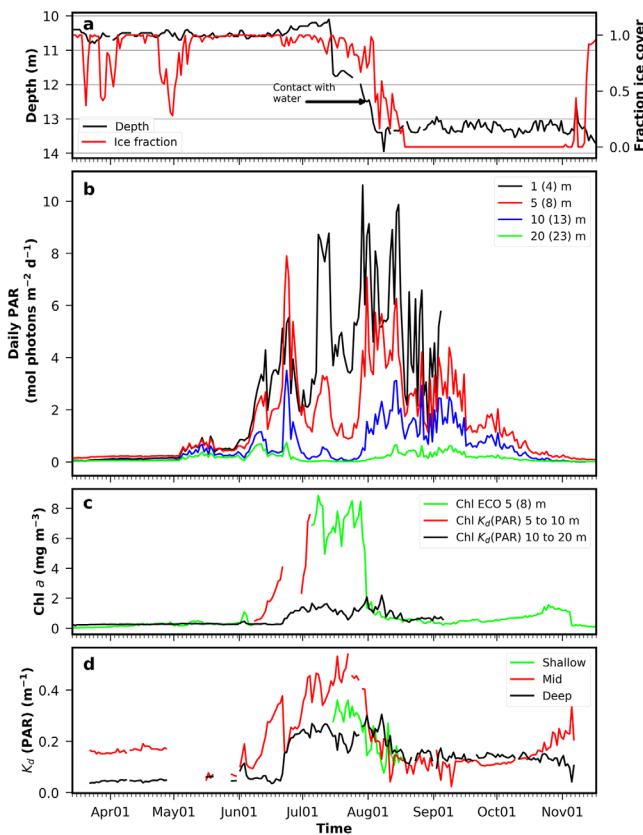 a
Depth (m)
10
11
12
13
14
Contact with
water
Depth
Ice fraction
1.0
0.5
0.0
Fraction ice cover
b
Daily PAR
(mol photons m⁻² d⁻¹)
10
8
6
4
2
0
1 (4) m
5 (8) m
10 (13) m
20 (23) m
c
Chl a (mg m⁻³)
8
6
4
2
0
Chl ECO 5 (8) m
Chl K_d(PAR) 5 to 10 m
Chl K_d(PAR) 10 to 20 m
d
K_d (PAR) (m⁻¹)
0.4
0.2
0.0
Shallow
Mid
Deep
Apr01 May01 Jun01 Jul01 Aug01 Sep01 Oct01 Nov01
Time